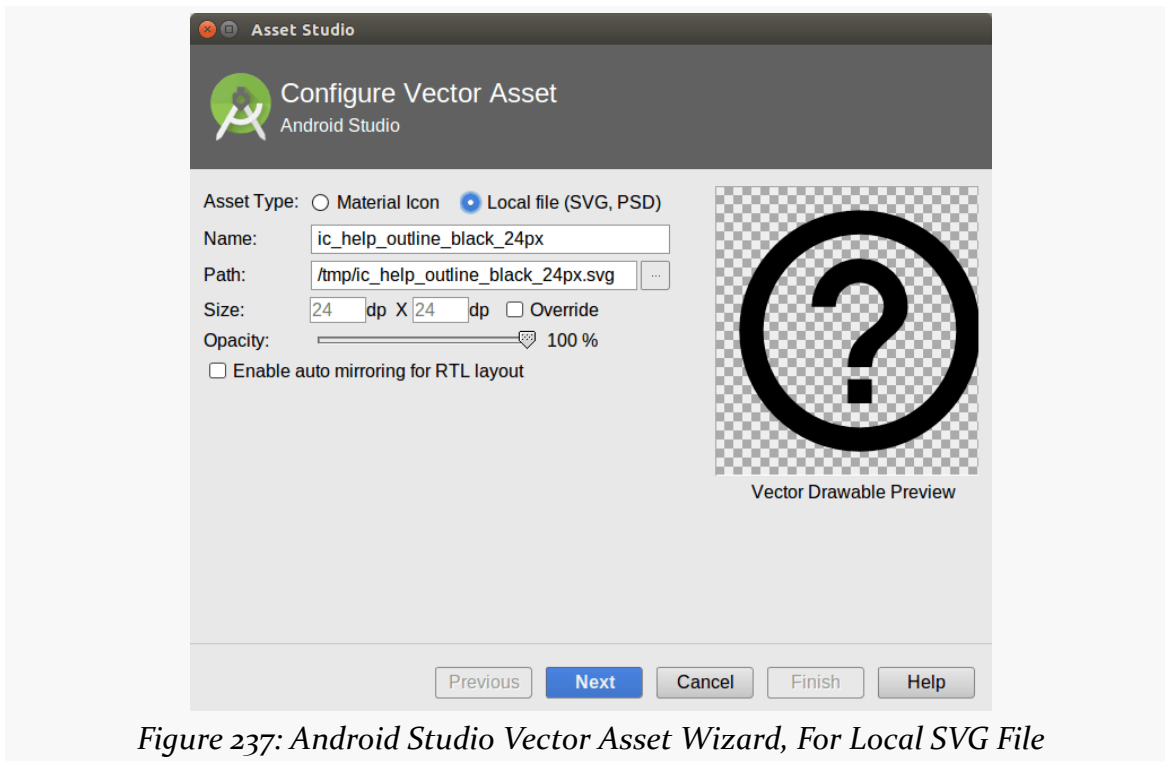 Asset Studio
Configure Vector Asset
Android Studio
Asset Type: Material Icon Local file (SVG, PSD)
Name: ic_help_outline_black_24px
Path: /tmp/ic_help_outline_black_24px.svg ...
Size: 24 dp X 24 dp Override
Opacity: 100 %
Enable auto mirroring for RTL layout
?
Vector Drawable Preview
Previous Next Cancel Finish Help
Figure 237: Android Studio Vector Asset Wizard, For Local SVG File